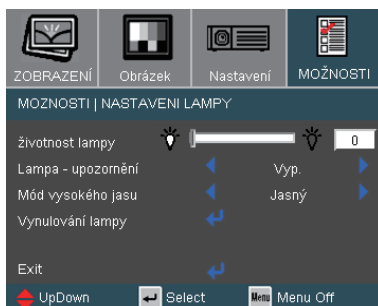 ZOBRAZENÍ Obrázek Nastavení MOŽNOSTI
MOZNOSTI | NASTAVENI LAMPY
životnost lampy 0
Lampa - upozornění Vyp.
Mód vysokého jasu Jasný
Vynulování lampy
Exit
UpDown Select Menu Menu Off